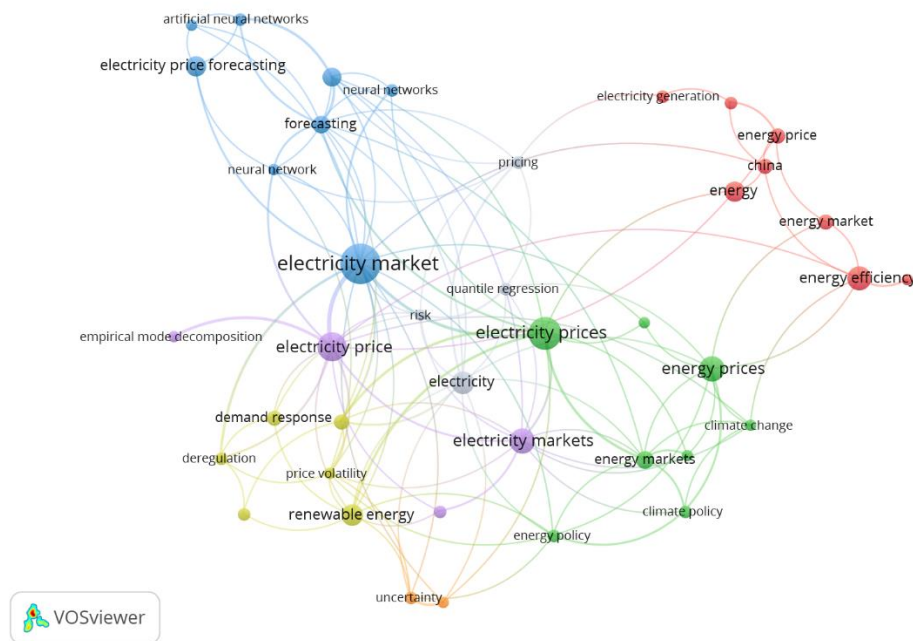 artificial neural networks
electricity price forecasting
neural networks
electricity generation
forecasting
energy price
pricing
china
neural network
energy
energy market
electricity market
energy efficiency
quantile regression
risk
electricity prices
empirical mode decomposition
electricity price
energy prices
electricity
demand response
climate change
electricity markets
deregulation
energy markets
price volatility
renewable energy
climate policy
energy policy
uncertainty
VOSviewer